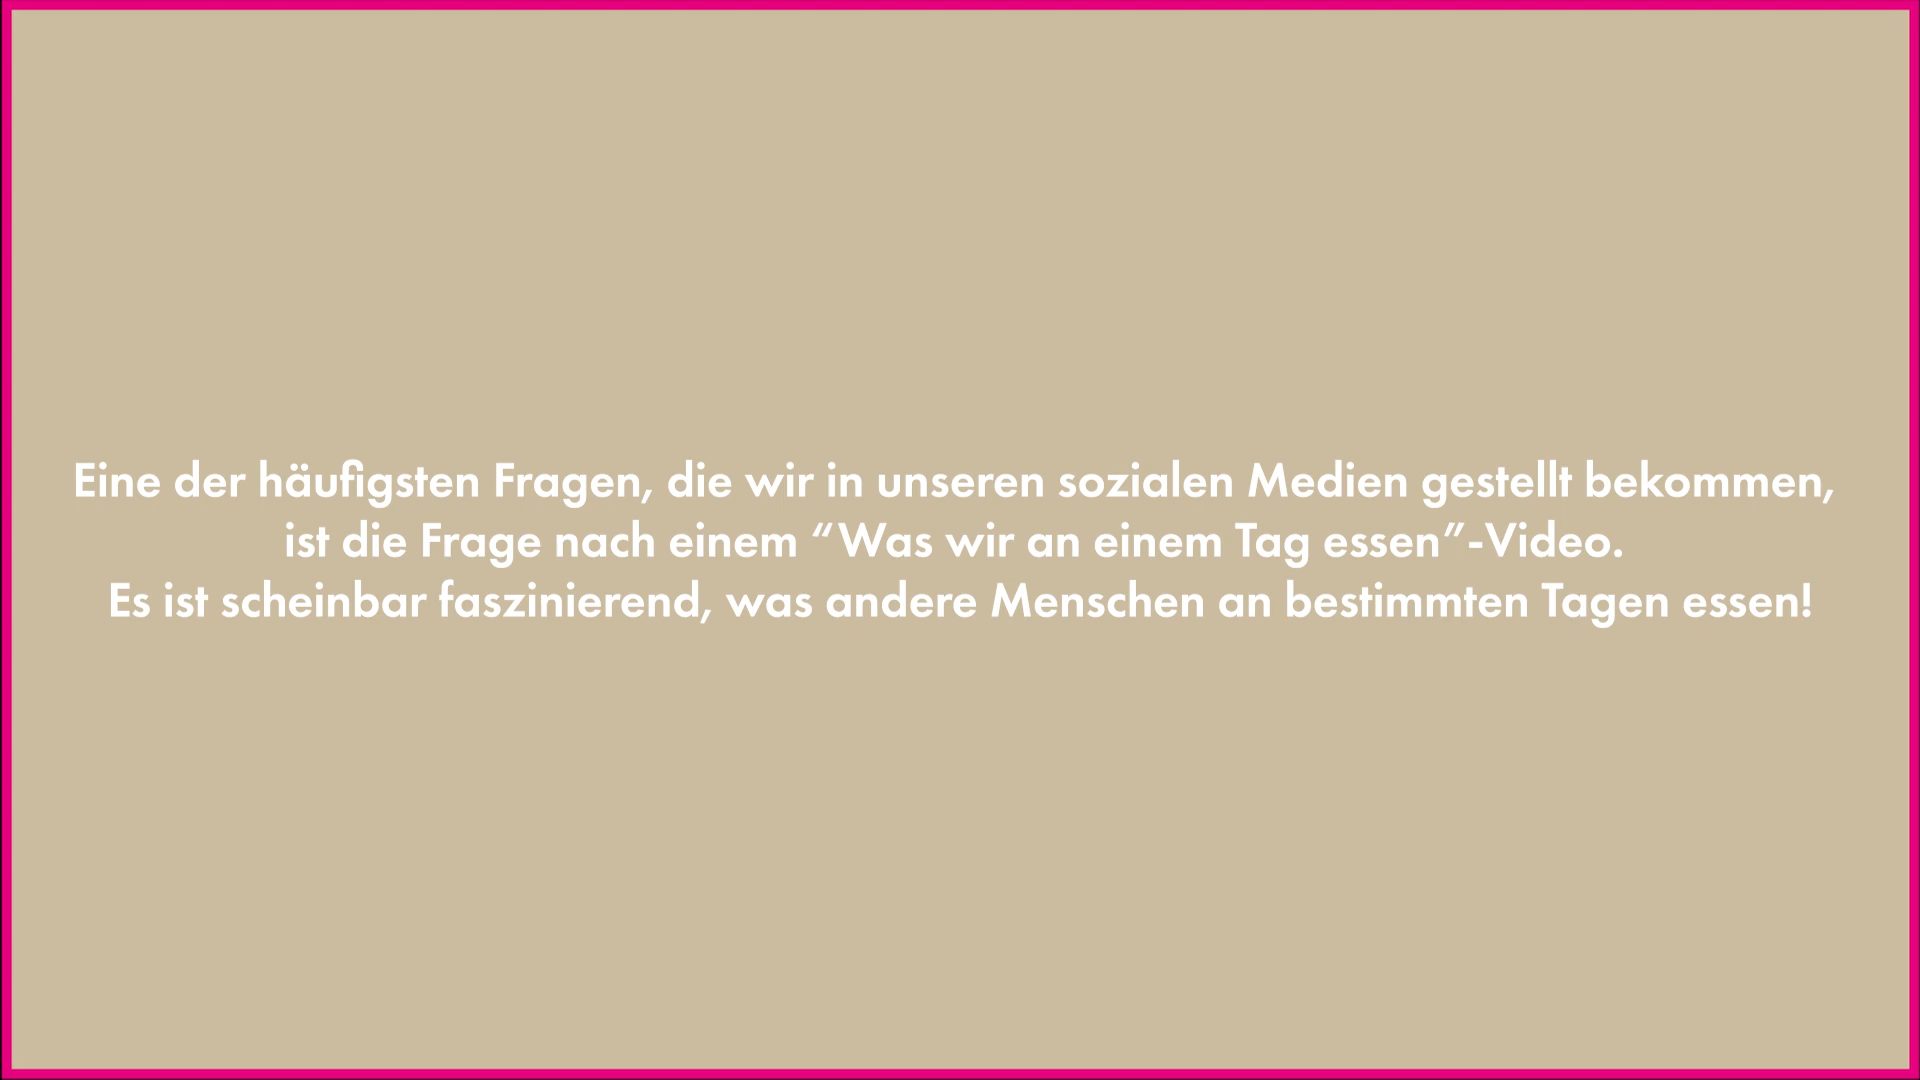 Eine der häufigsten Fragen, die wir in unseren sozialen Medien gestellt bekommen,
ist die Frage nach einem “Was wir an einem Tag essen”-Video.
Es ist scheinbar faszinierend, was andere Menschen an bestimmten Tagen essen!